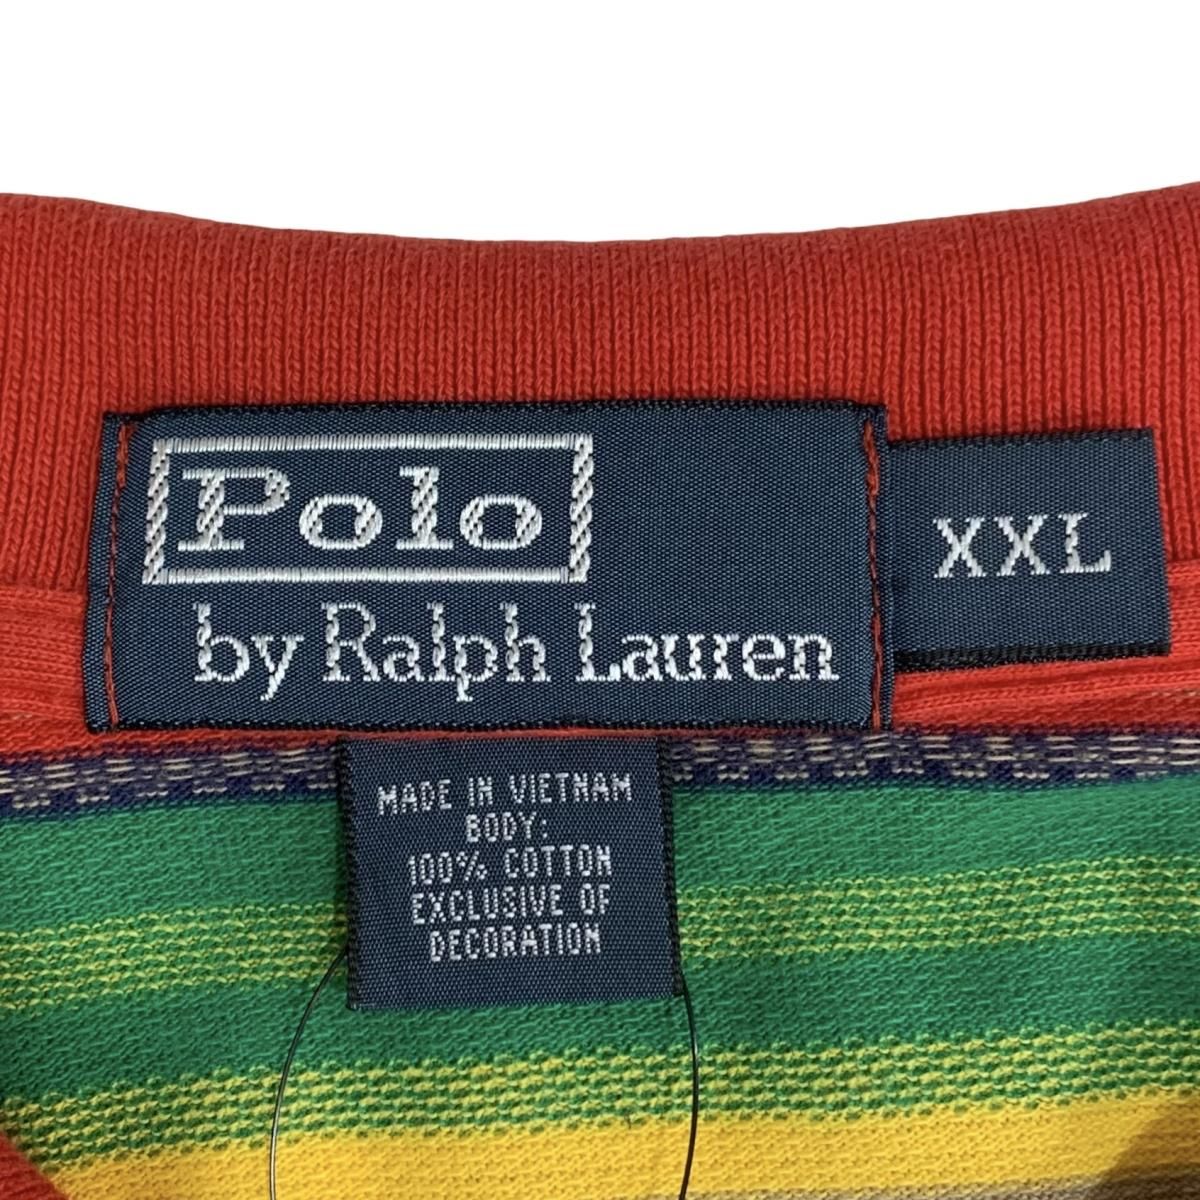 Polo
by Ralph Lauren
XXL
MADE IN VIETNAM
BODY:
100% COTTON
EXCLUSIVE OF
DECORATION